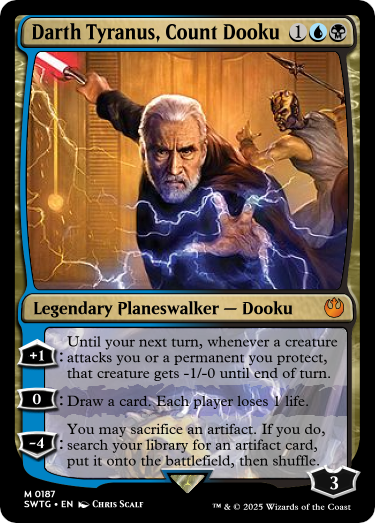 Darth Tyranus, Count Dooku 1
Legendary Planeswalker — Dooku
+1: Until your next turn, whenever a creature
attacks you or a permanent you protect,
that creature gets -1/-0 until end of turn.
0: Draw a card. Each player loses 1 life.
-4: You may sacrifice an artifact. If you do,
search your library for an artifact card,
put it onto the battlefield, then shuffle.
3
M 0187
SWTG • EN Chris Scalf
™ & © 2025 Wizards of the Coast